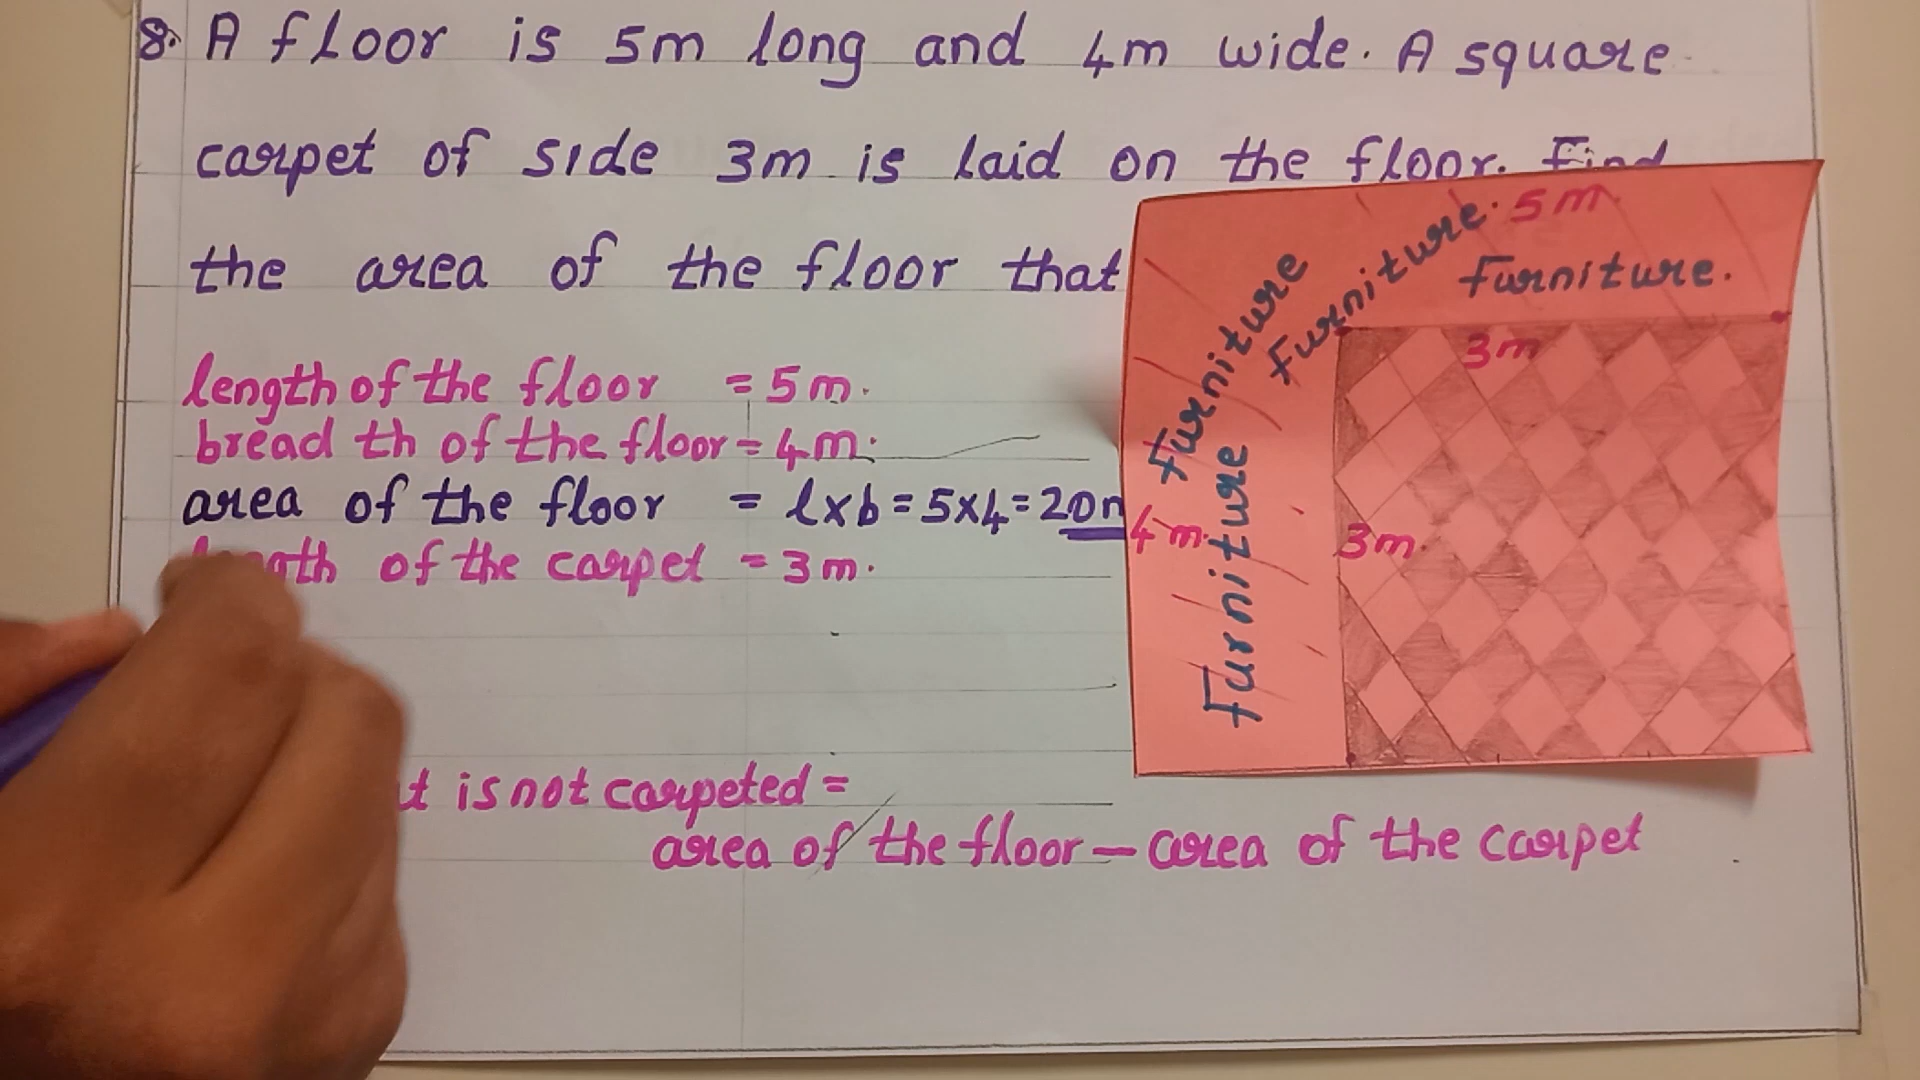 8. A floor is 5m long and 4m wide. A square
carpet of side 3m is laid on the floor. Find
the area of the floor that
length of the floor = 5m.
breadth of the floor = 4m.
area of the floor = l×b = 5×4 = 20
length of the carpet = 3m.
is not carpeted =
area of the floor – area of the carpet
5m
Furniture.
Furniture.
Furniture
Furniture
3m
4m.
3m.